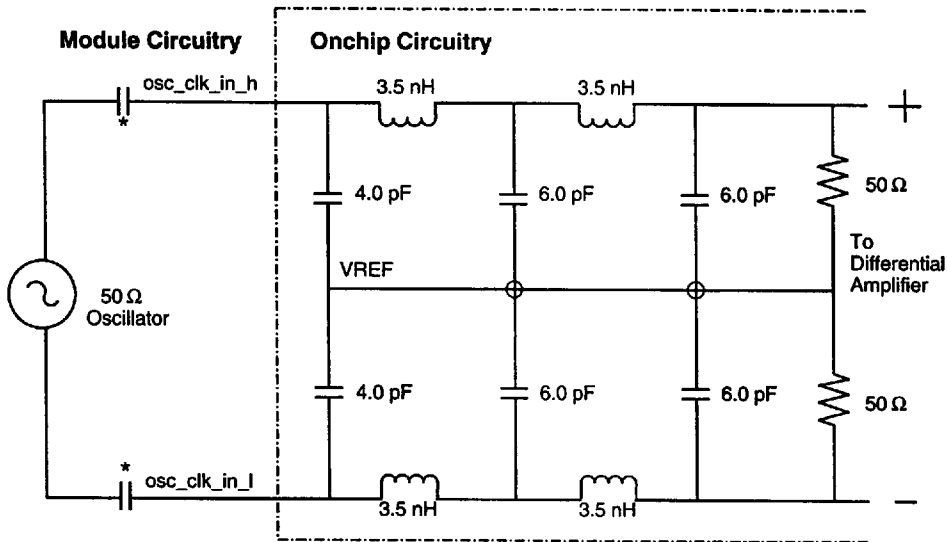 Module Circuitry
Onchip Circuitry
osc_clk_in_h
*
3.5 nH
3.5 nH
+
4.0 pF
6.0 pF
6.0 pF
50 Ω
VREF
To
Differential
Amplifier
50 Ω
Oscillator
4.0 pF
6.0 pF
6.0 pF
50 Ω
*
osc_clk_in_l
3.5 nH
3.5 nH
−